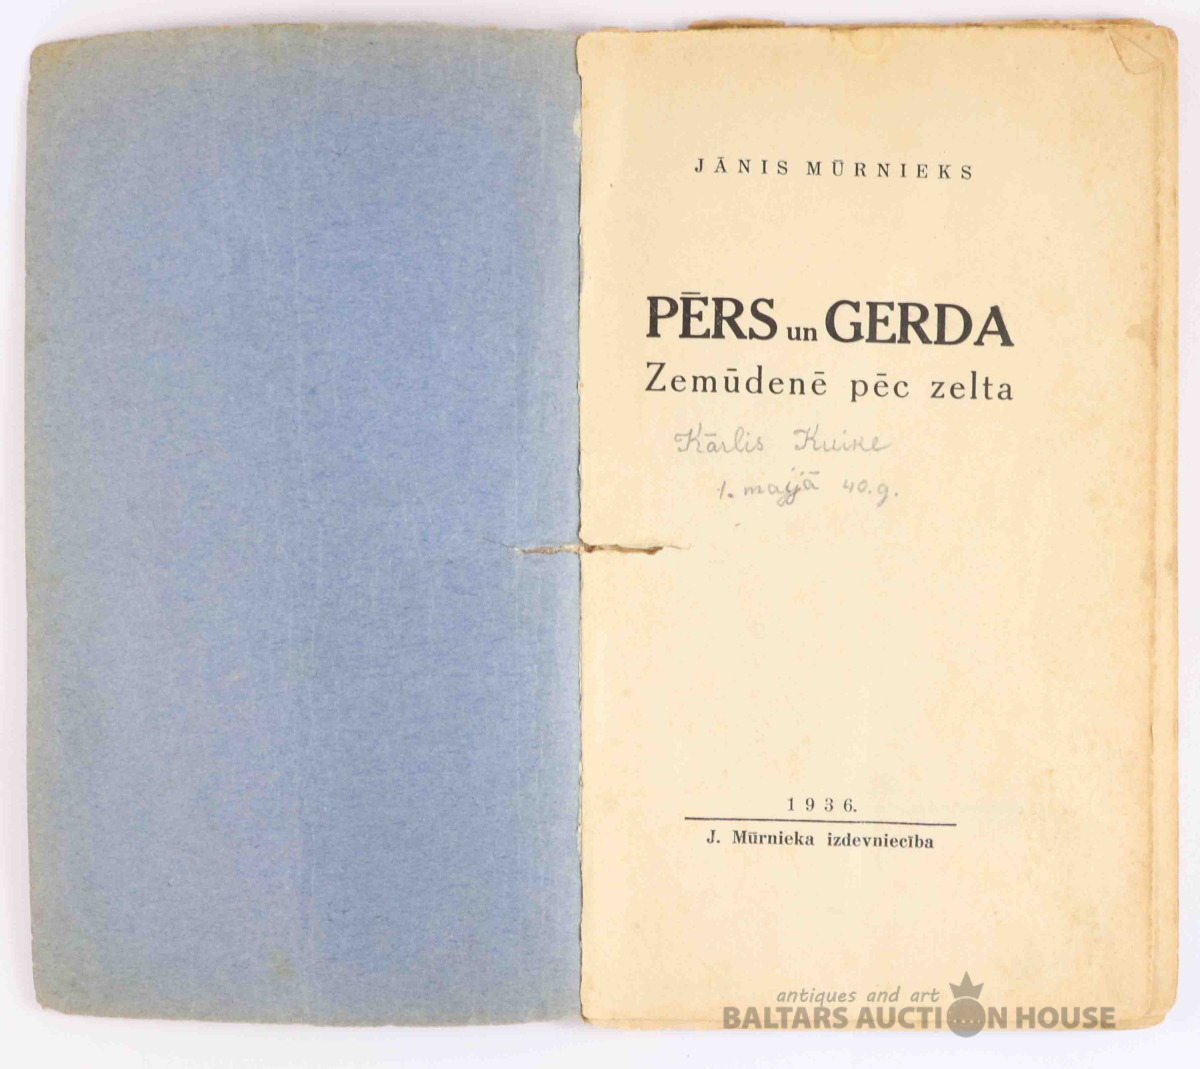 JĀNIS MŪRNIEKS
PĒRS un GERDA
Zemūdenē pēc zelta
Kārlis Kuike
1. majjā 40.g.
1936.
J. Mūrnieka izdevniecība
antiques and art
BALTARS AUCTION HOUSE